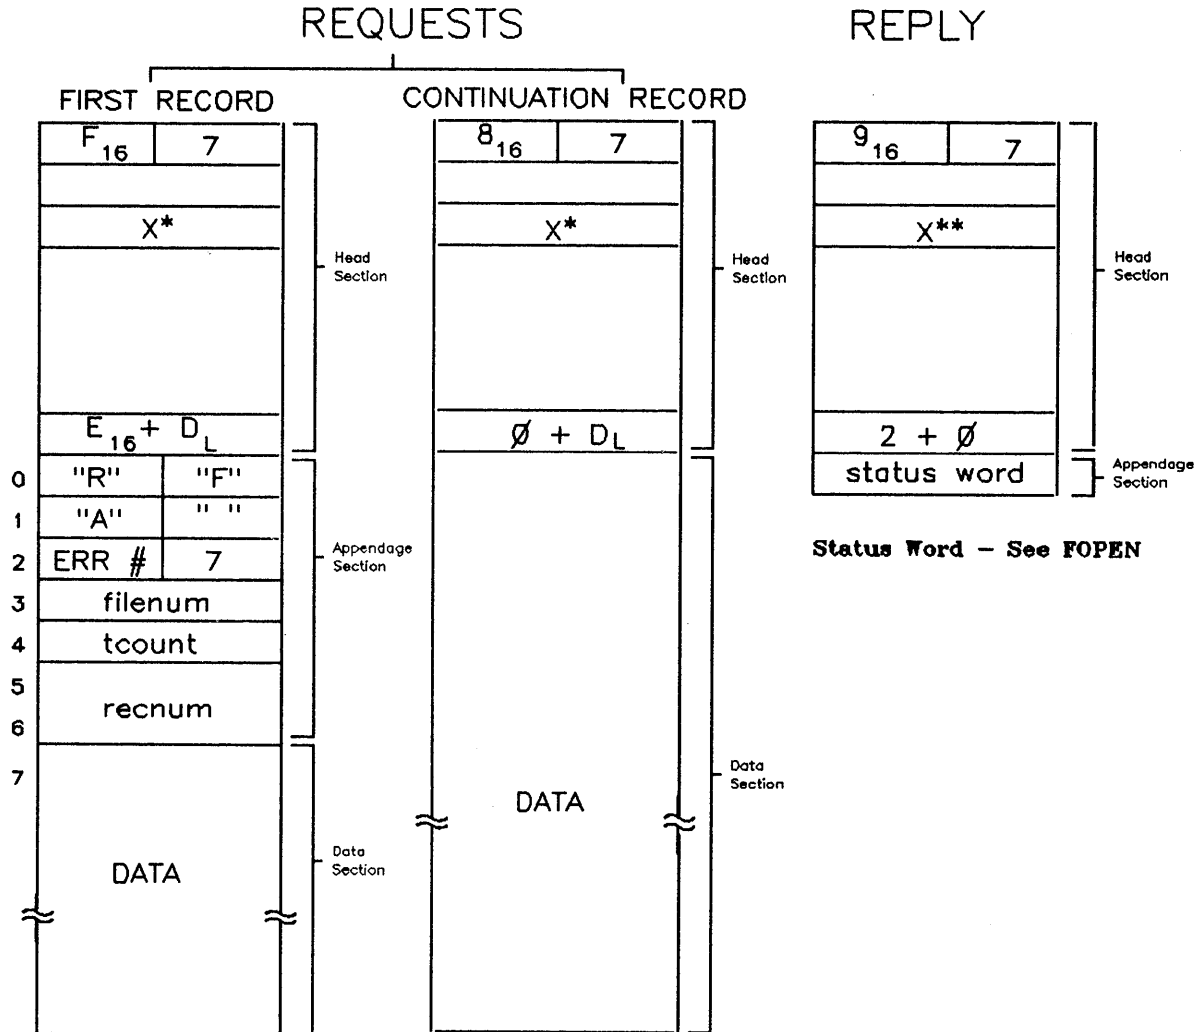 REQUESTS
REPLY
FIRST RECORD
CONTINUATION RECORD
F16 7
816 7
916 7
X*
X*
X**
Head
Section
Head
Section
Head
Section
E16 + DL
Ø + DL
2 + Ø
0 "R" "F"
status word
Appendage
Section
1 "A" " "
2 ERR # 7
Appendage
Section
Status Word – See FOPEN
3 filenum
4 tcount
5
recnum
6
7
Data
Section
DATA
Data
Section
DATA